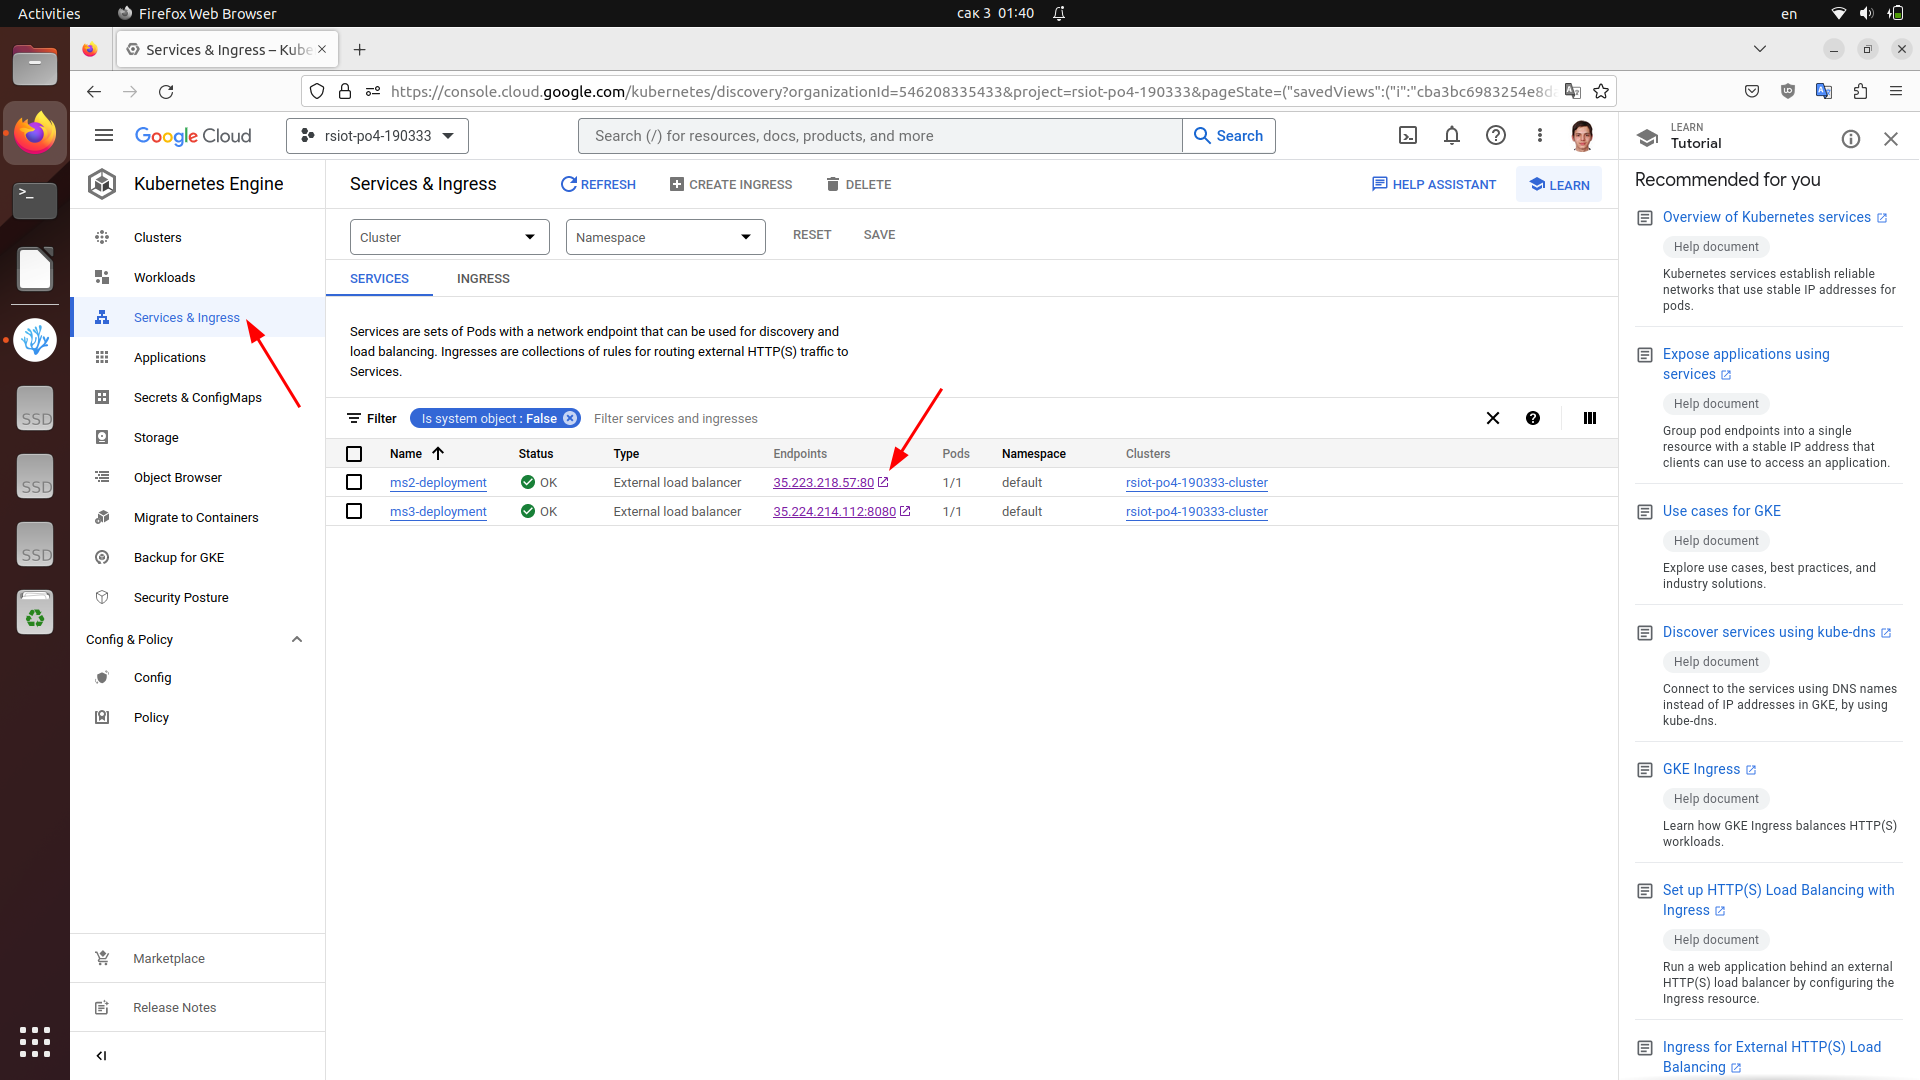 Activities
Firefox Web Browser
сак 3 01:40
en
Services & Ingress – Kube
https://console.cloud.google.com/kubernetes/discovery?organizationId=546208335433&project=rsiot-po4-190333&pageState=("savedViews":("i":"cba3bc6983254e8d
Google Cloud
rsiot-po4-190333
Search (/) for resources, docs, products, and more
Search
LEARN
Tutorial
Kubernetes Engine
Services & Ingress
REFRESH
CREATE INGRESS
DELETE
HELP ASSISTANT
LEARN
Clusters
Workloads
Services & Ingress
Applications
Secrets & ConfigMaps
Storage
Object Browser
Migrate to Containers
Backup for GKE
Security Posture
Config & Policy
Config
Policy
Marketplace
Release Notes
SSD
SSD
SSD
Cluster
Namespace
RESET
SAVE
SERVICES
INGRESS
Services are sets of Pods with a network endpoint that can be used for discovery and
load balancing. Ingresses are collections of rules for routing external HTTP(S) traffic to
Services.
Filter
Is system object : False
Filter services and ingresses
Name Status Type Endpoints Pods Namespace Clusters
ms2-deployment OK External load balancer 35.223.218.57:80 1/1 default rsiot-po4-190333-cluster
ms3-deployment OK External load balancer 35.224.214.112:8080 1/1 default rsiot-po4-190333-cluster
Recommended for you
Overview of Kubernetes services
Help document
Kubernetes services establish reliable
networks that use stable IP addresses for
pods.
Expose applications using
services
Help document
Group pod endpoints into a single
resource with a stable IP address that
clients can use to access an application.
Use cases for GKE
Help document
Explore use cases, best practices, and
industry solutions.
Discover services using kube-dns
Help document
Connect to the services using DNS names
instead of IP addresses in GKE, by using
kube-dns.
GKE Ingress
Help document
Learn how GKE Ingress balances HTTP(S)
workloads.
Set up HTTP(S) Load Balancing with
Ingress
Help document
Run a web application behind an external
HTTP(S) load balancer by configuring the
Ingress resource.
Ingress for External HTTP(S) Load
Balancing